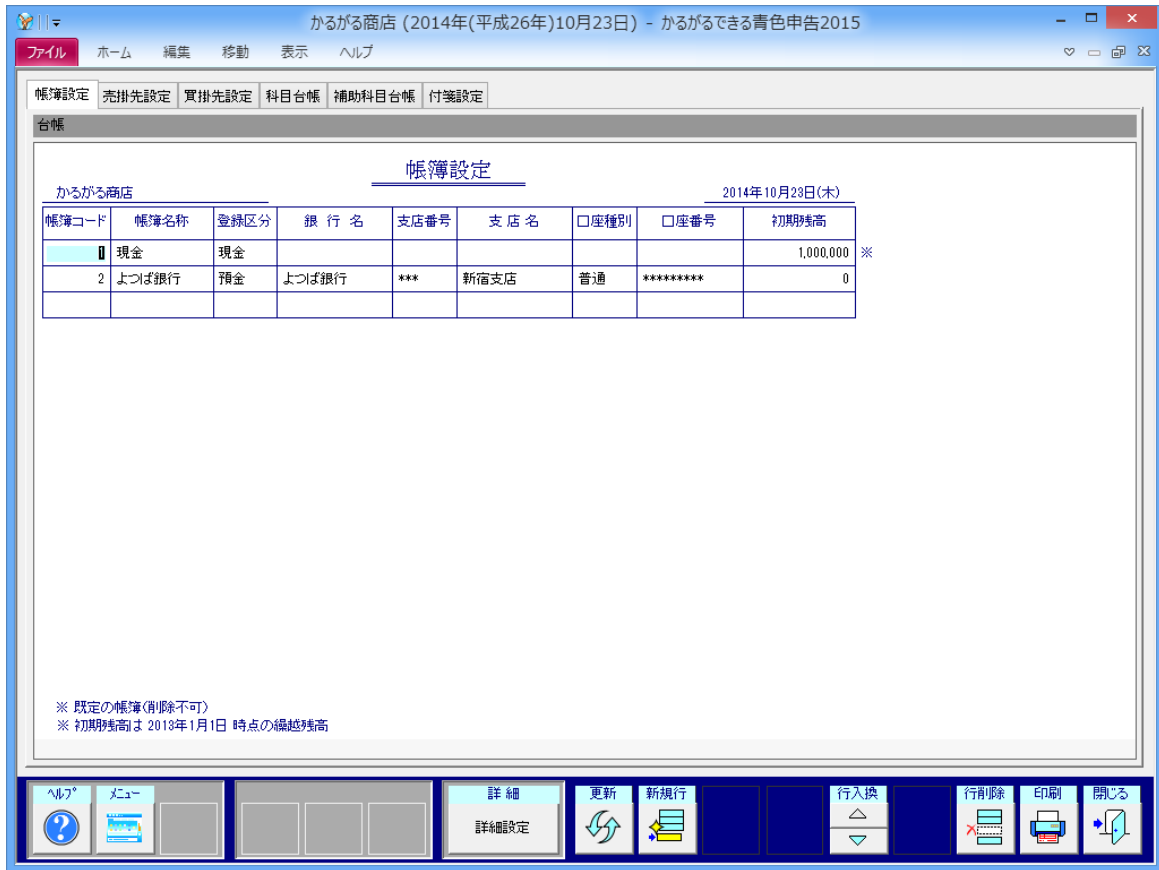 かるがる商店 (2014年(平成26年)10月23日) - かるがるできる青色申告2015
ファイル ホーム 編集 移動 表示 ヘルプ
帳簿設定 売掛先設定 買掛先設定 科目台帳 補助科目台帳 付箋設定
台帳
帳簿設定
かるがる商店 2014年10月23日(木)
帳簿コード 帳簿名称 登録区分 銀行名 支店番号 支店名 口座種別 口座番号 初期残高
1 現金 現金 1,000,000 ※
2 よつば銀行 預金 よつば銀行 *** 新宿支店 普通 ********* 0
※ 既定の帳簿(削除不可)
※ 初期残高は 2013年1月1日 時点の繰越残高
ヘルプ メニュー 詳細 更新 新規行 行入換 行削除 印刷 閉じる
詳細設定